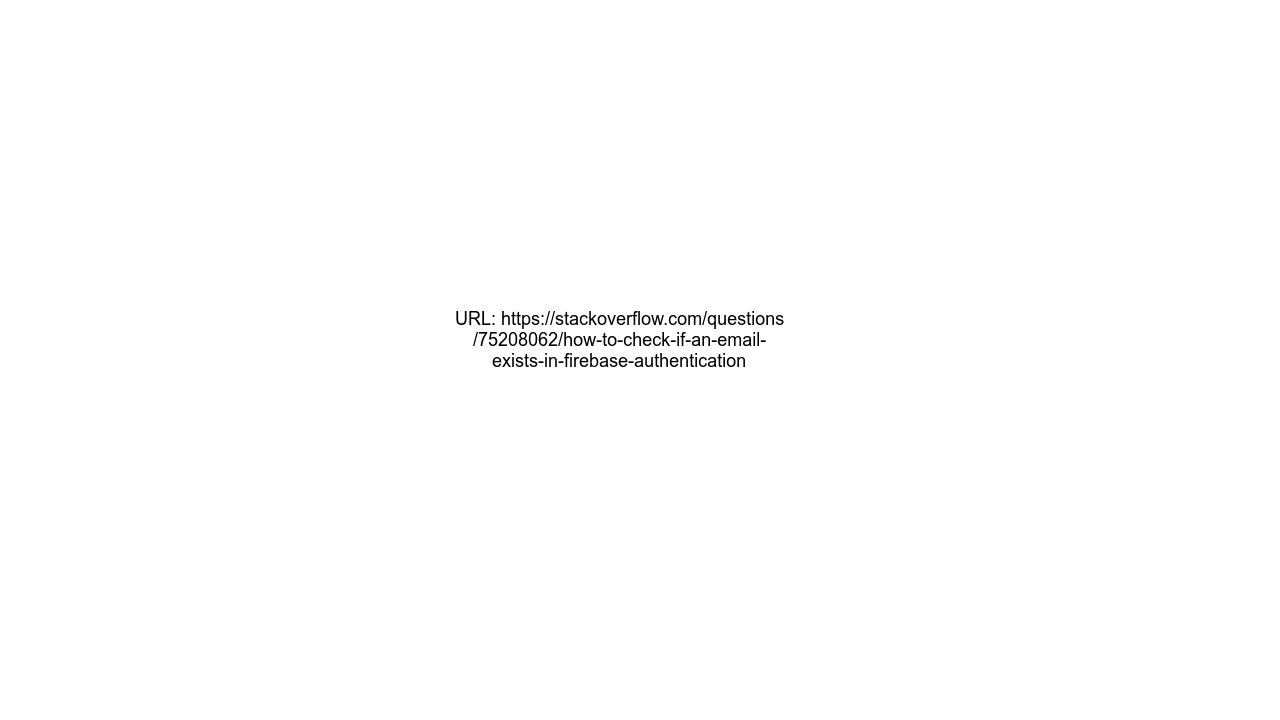 URL: https://stackoverflow.com/questions
/75208062/how-to-check-if-an-email-
exists-in-firebase-authentication